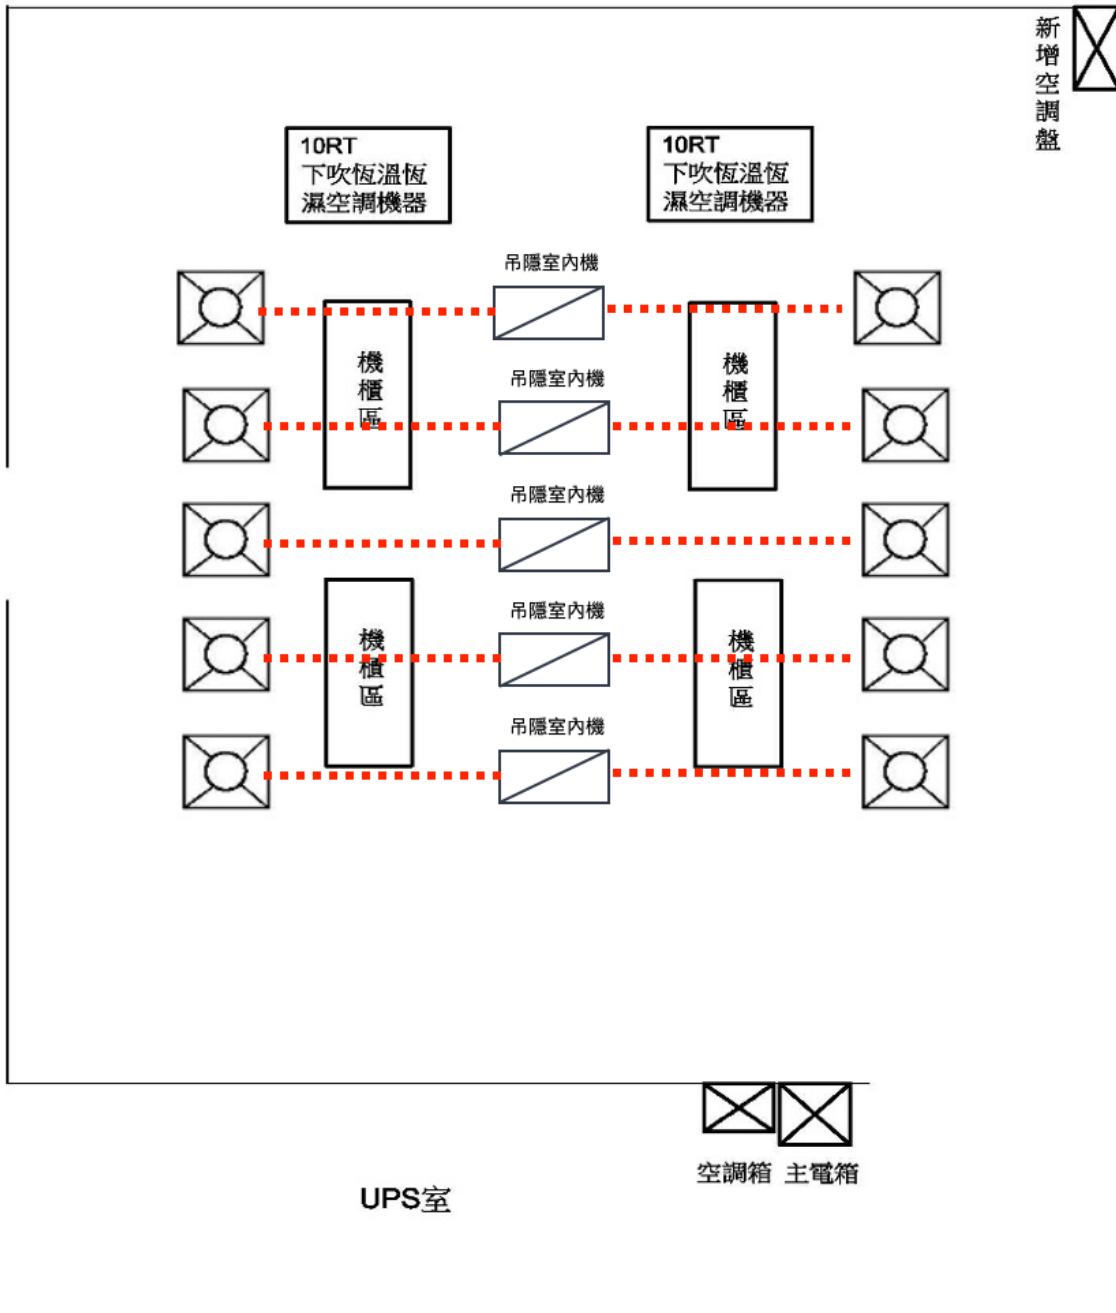 新增空調盤
10RT
下吹恆溫恆
濕空調機器
10RT
下吹恆溫恆
濕空調機器
吊隱室內機
機櫃區
機櫃區
吊隱室內機
吊隱室內機
吊隱室內機
機櫃區
機櫃區
吊隱室內機
空調箱
主電箱
UPS室